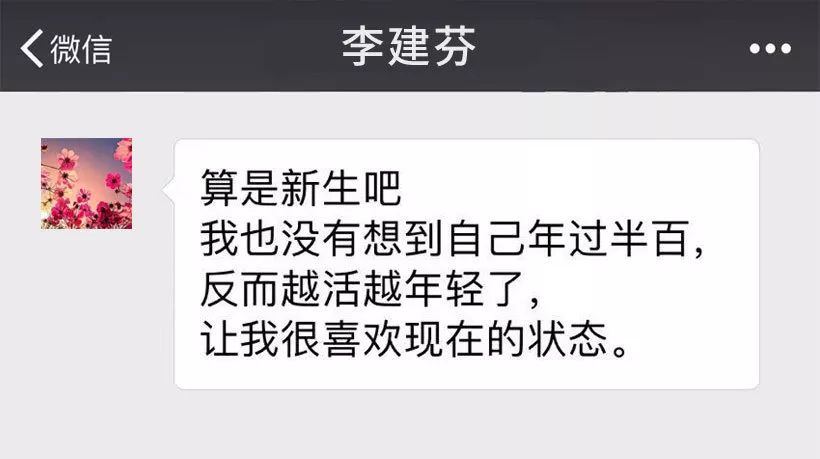 微信
李建芬
算是新生吧
我也没有想到自己年过半百，
反而越活越年轻了，
让我很喜欢现在的状态。